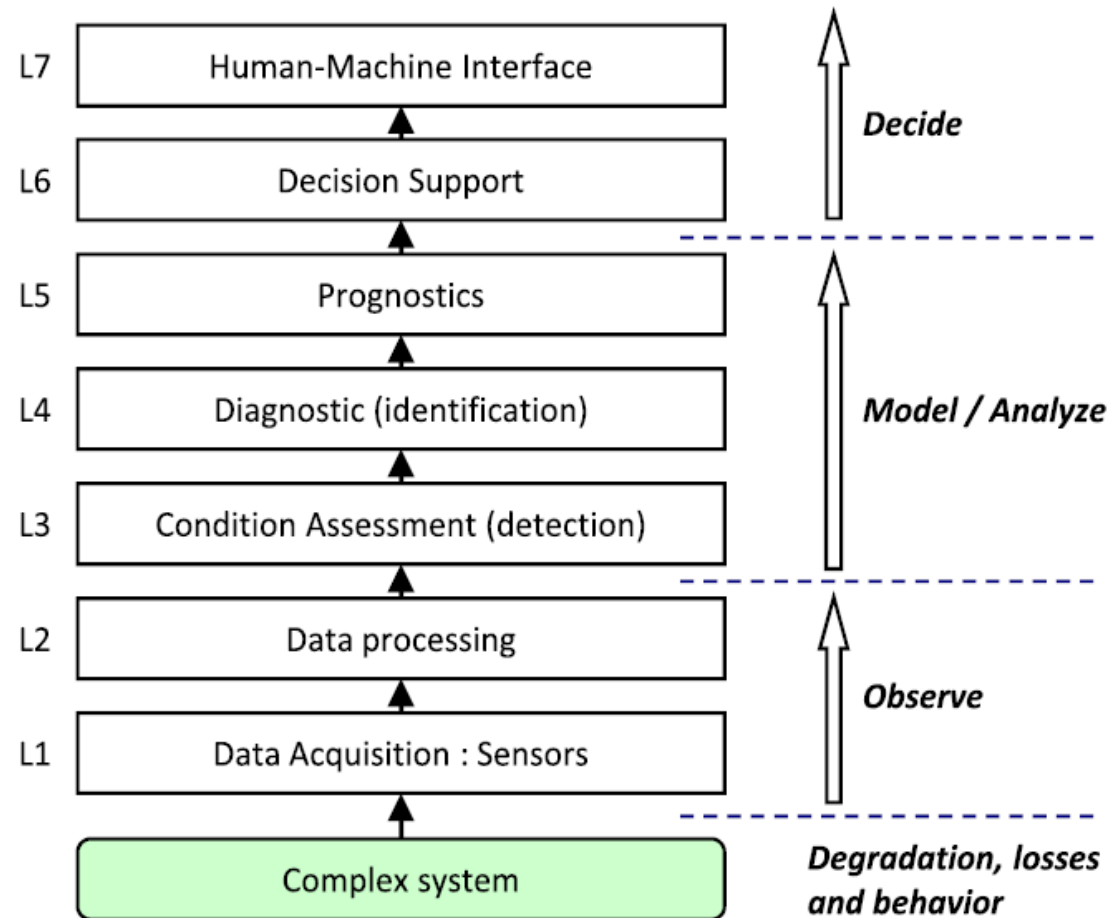 L7
Human-Machine Interface
Decide
L6
Decision Support
L5
Prognostics
L4
Diagnostic (identification)
Model / Analyze
L3
Condition Assessment (detection)
L2
Data processing
Observe
L1
Data Acquisition : Sensors
Complex system
Degradation, losses
and behavior